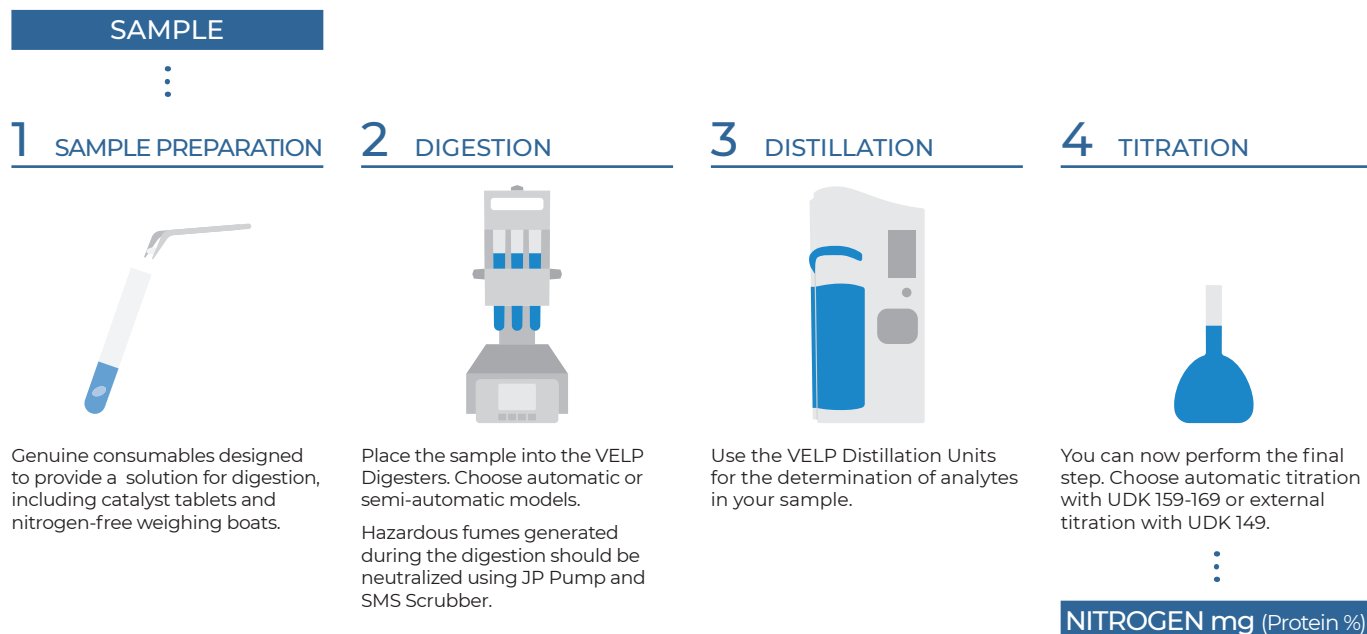 SAMPLE
1 SAMPLE PREPARATION
Genuine consumables designed
to provide a solution for digestion,
including catalyst tablets and
nitrogen-free weighing boats.
2 DIGESTION
Place the sample into the VELP
Digesters. Choose automatic or
semi-automatic models.
Hazardous fumes generated
during the digestion should be
neutralized using JP Pump and
SMS Scrubber.
3 DISTILLATION
Use the VELP Distillation Units
for the determination of analytes
in your sample.
4 TITRATION
You can now perform the final
step. Choose automatic titration
with UDK 159-169 or external
titration with UDK 149.
NITROGEN mg (Protein %)